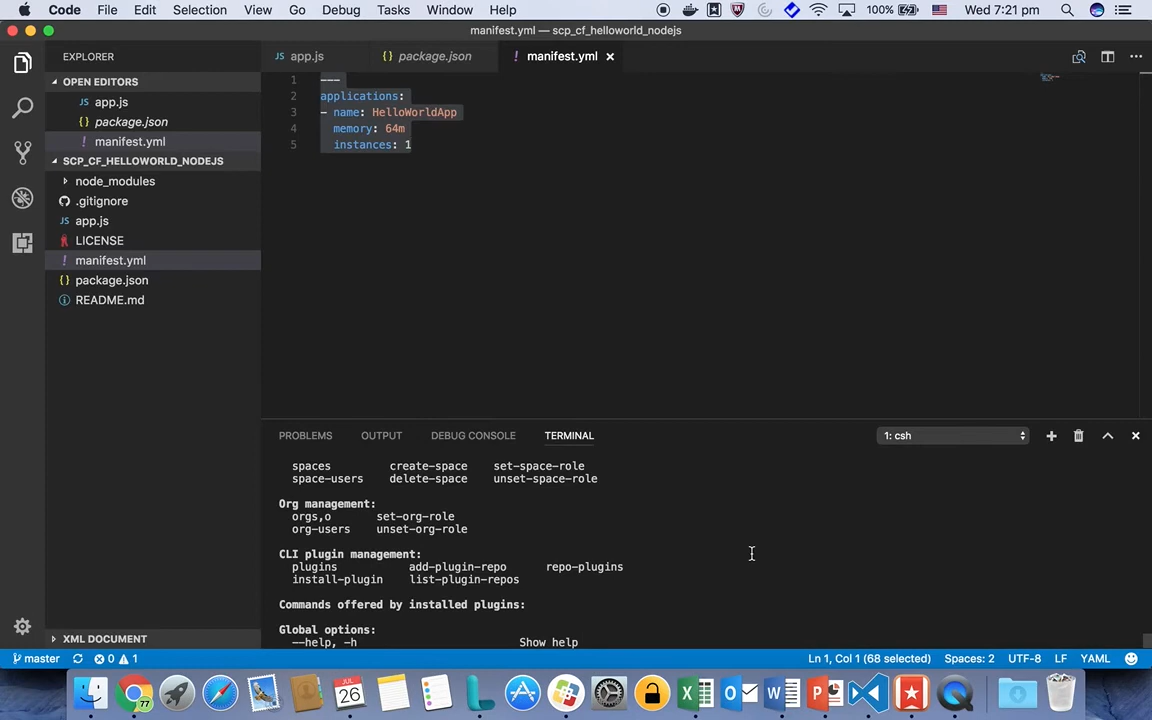 Code File Edit Selection View Go Debug Tasks Window Help 100% Wed 7:21 pm
manifest.yml — scp_cf_helloworld_nodejs
EXPLORER
OPEN EDITORS
JS app.js
{} package.json
! manifest.yml
SCP_CF_HELLOWORLD_NODEJS
node_modules
.gitignore
JS app.js
LICENSE
! manifest.yml
{} package.json
README.md
XML DOCUMENT
JS app.js {} package.json ! manifest.yml
1 ---
2 applications:
3 - name: HelloWorldApp
4 memory: 64m
5 instances: 1
PROBLEMS OUTPUT DEBUG CONSOLE TERMINAL 1: csh
spaces create-space set-space-role
space-users delete-space unset-space-role
Org management:
orgs,o set-org-role
org-users unset-org-role
CLI plugin management:
plugins add-plugin-repo repo-plugins
install-plugin list-plugin-repos
Commands offered by installed plugins:
Global options:
--help, -h Show help
master 0 1 Ln 1, Col 1 (68 selected) Spaces: 2 UTF-8 LF YAML
77
JUL
26